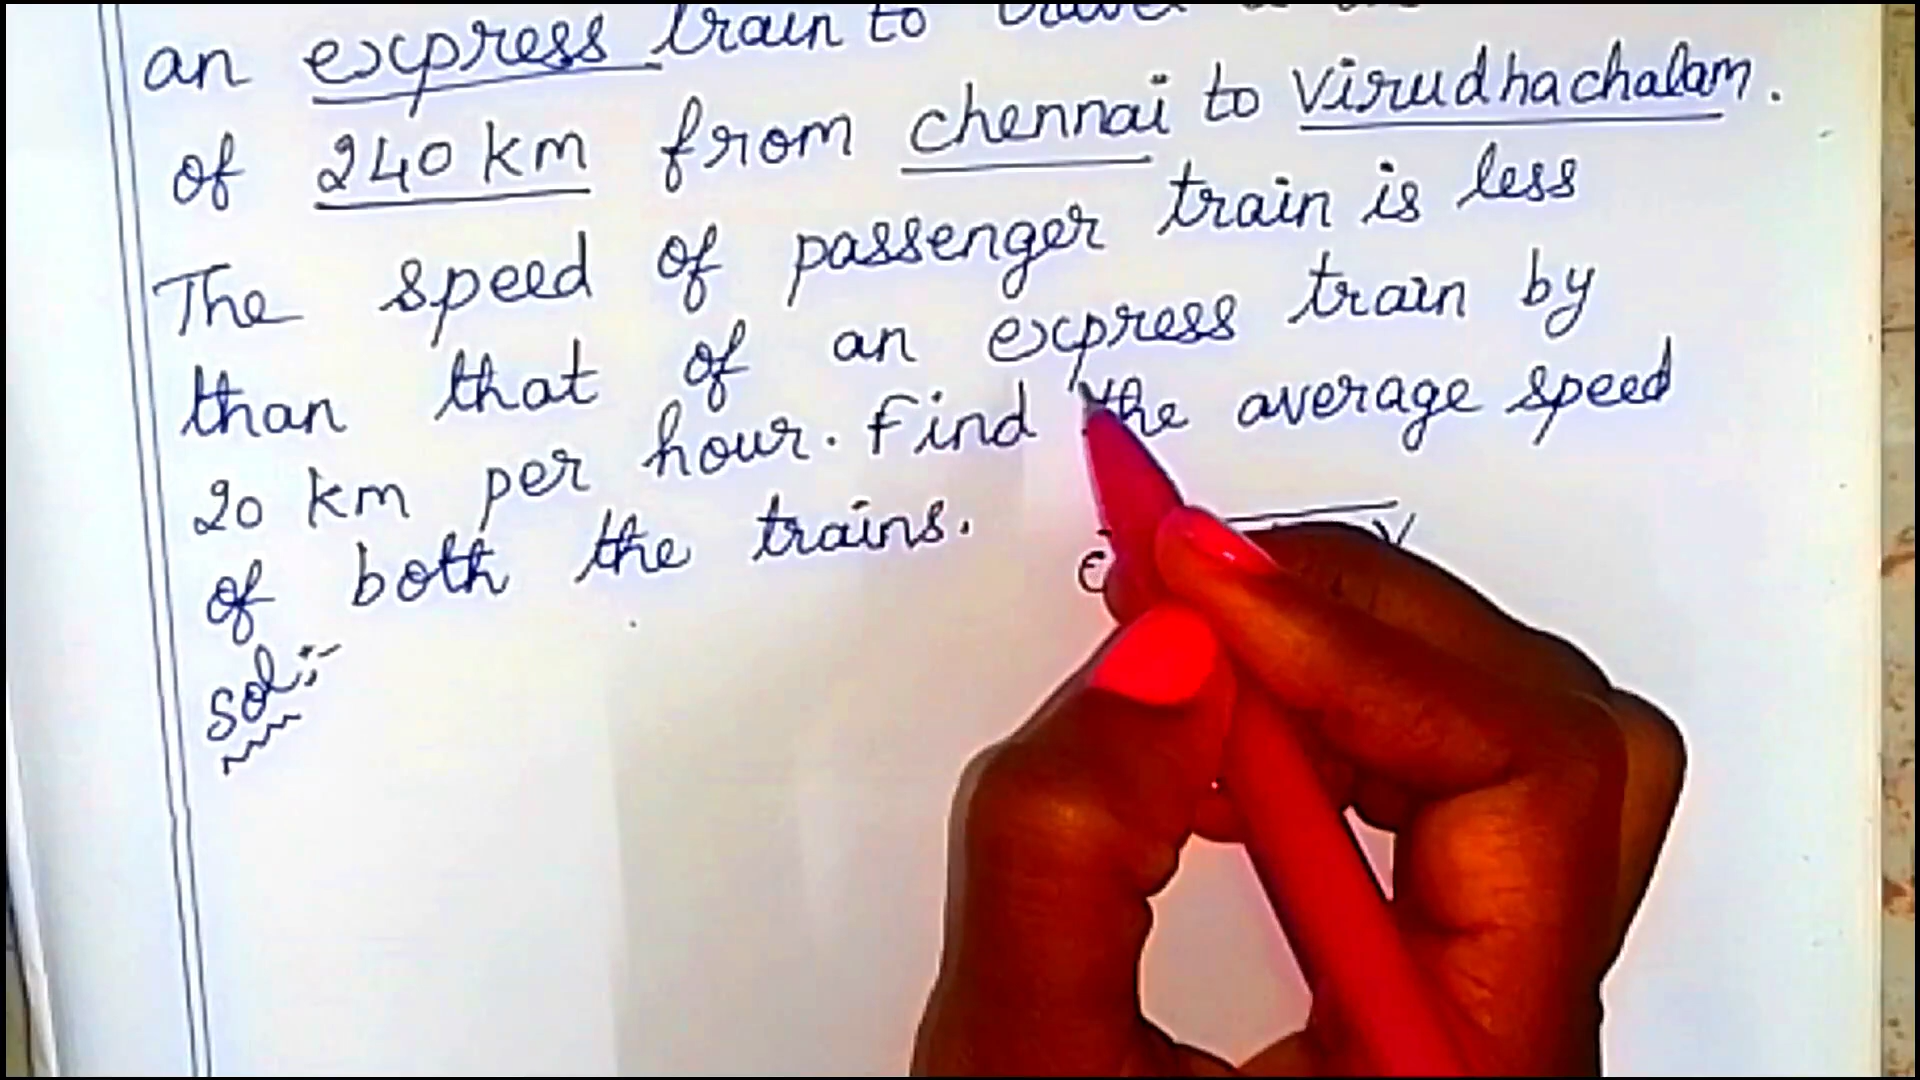 an express train to travel
of 240 km from chennai to Virudhachalam.
The speed of passenger train is less
than that of an express train by
20 km per hour. Find the average speed
of both the trains.
Sol:-